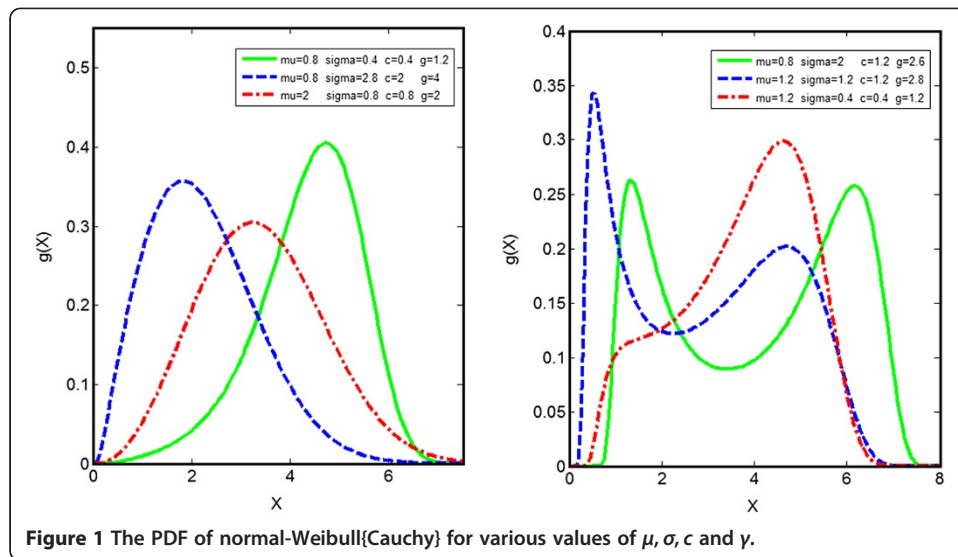 0.5
0.4
0.3
0.2
0.1
0
g(X)
mu=0.8 sigma=0.4 c=0.4 g=1.2
mu=0.8 sigma=2.8 c=2 g=4
mu=2 sigma=0.8 c=0.8 g=2
0 2 4 6
X
0.4
0.35
0.3
0.25
0.2
0.15
0.1
0.05
0
g(X)
mu=0.8 sigma=2 c=1.2 g=2.6
mu=1.2 sigma=1.2 c=1.2 g=2.8
mu=1.2 sigma=0.4 c=0.4 g=1.2
0 2 4 6 8
X
Figure 1 The PDF of normal-Weibull{Cauchy} for various values of μ, σ, c and γ.